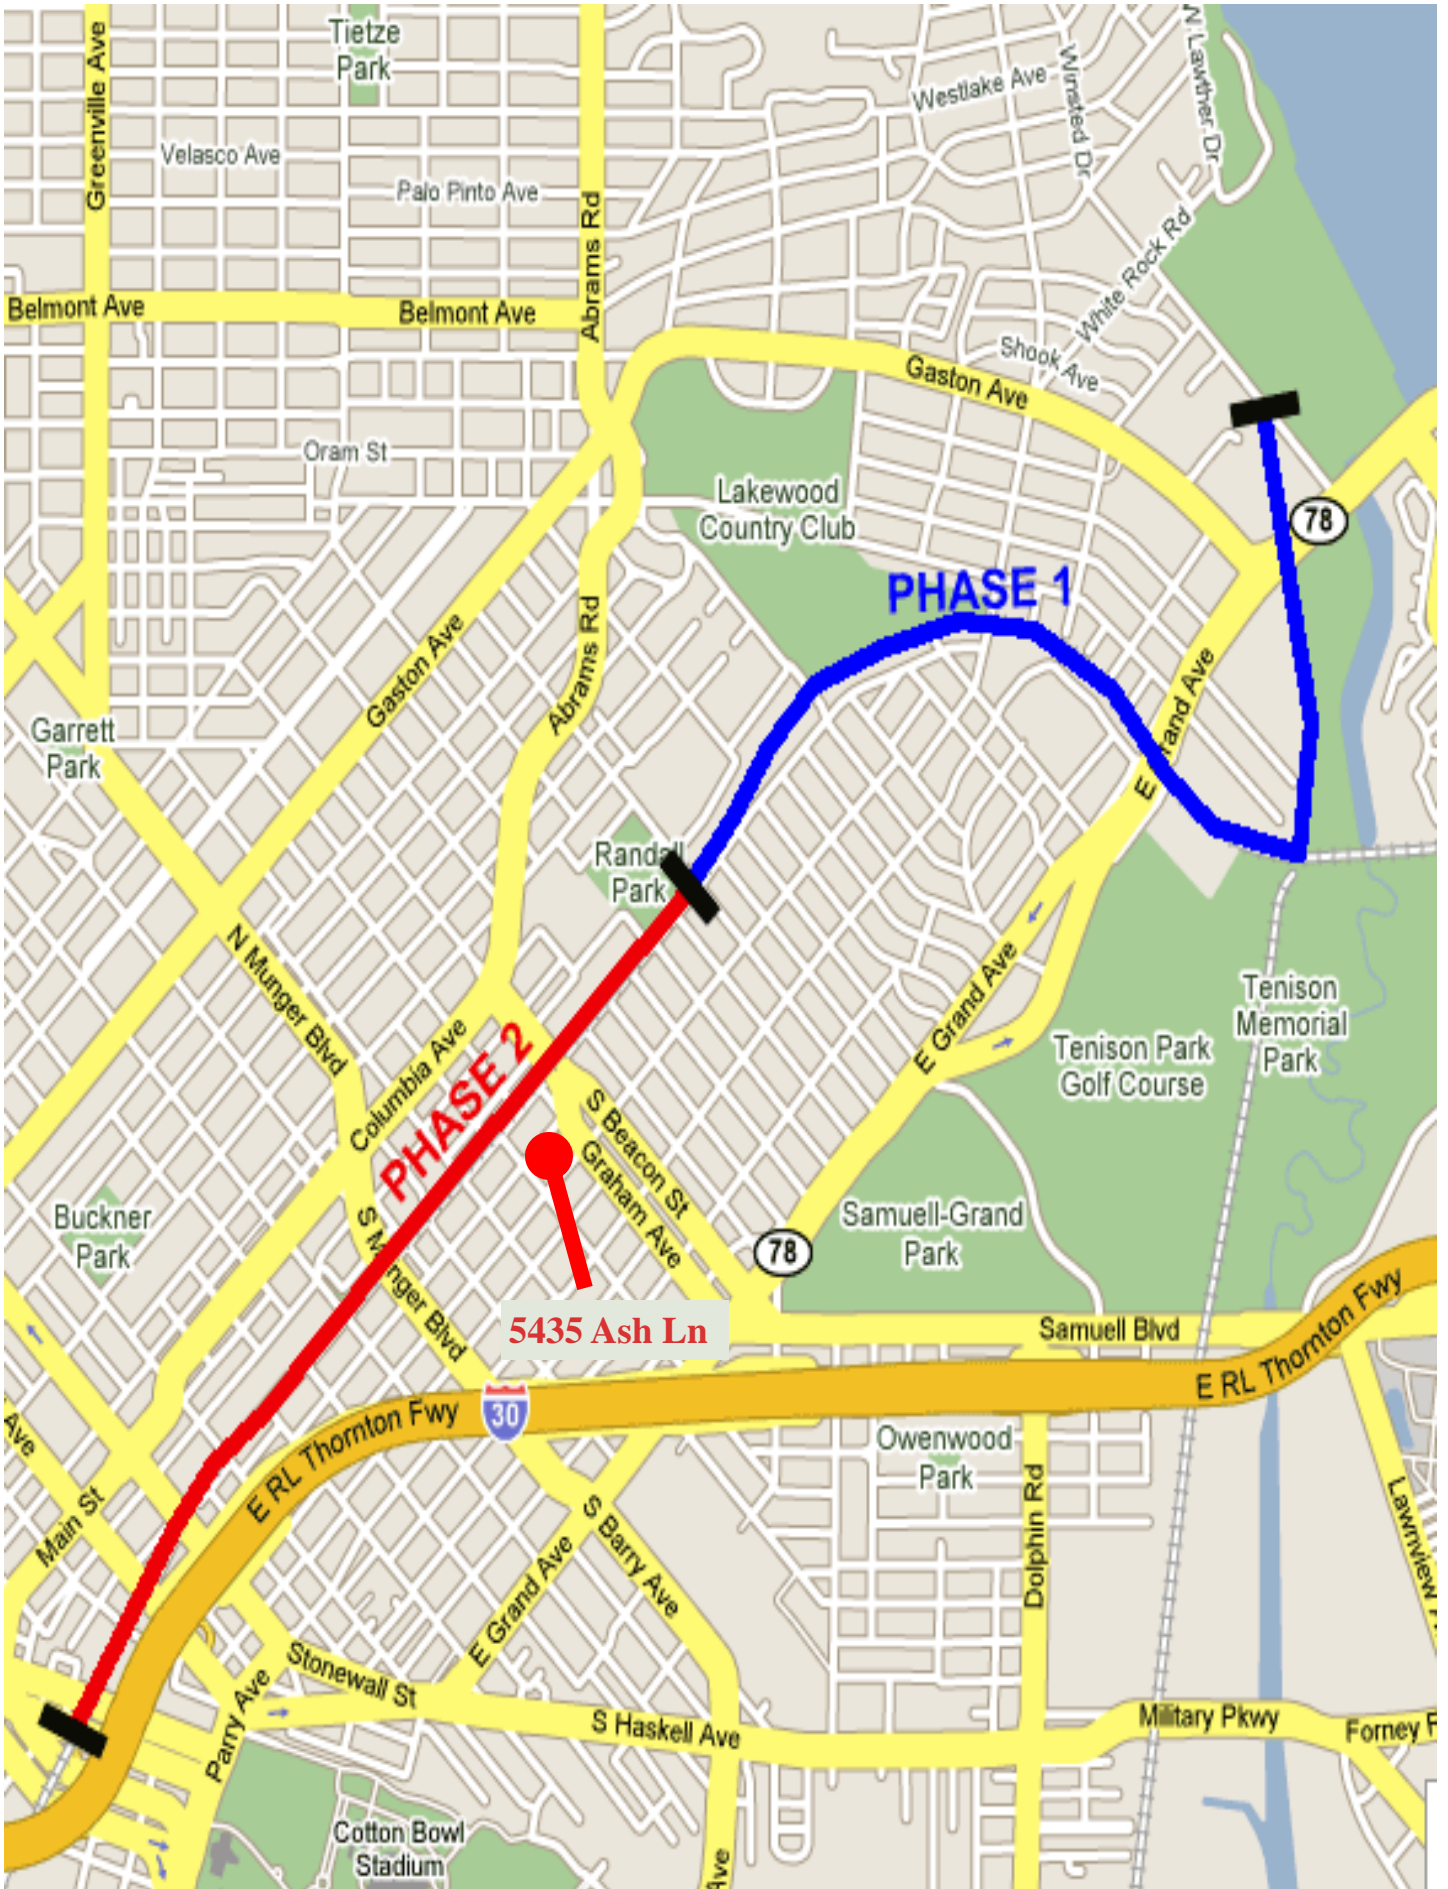 Tietze
Park
Greenville Ave
Velasco Ave
Palo Pinto Ave
Abrams Rd
Westlake Ave
Winsted Dr
N Lawther Dr
White Rock Rd
Belmont Ave
Belmont Ave
Shook Ave
Gaston Ave
Oram St
Lakewood
Country Club
78
PHASE 1
Gaston Ave
Abrams Rd
Garrett
Park
rand Ave
E
Randall
Park
N Munger Blvd
Columbia Ave
PHASE 2
E Grand Ave
Tenison
Memorial
Park
Tenison Park
Golf Course
S Beacon St
Graham Ave
Buckner
Park
S M
nger Blvd
78
Samuell-Grand
Park
5435 Ash Ln
Samuell Blvd
E RL Thornton Fwy
E RL Thornton Fwy
30
Ave
Owenwood
Park
Main St
Dolphin Rd
Lawnview
S Barry Ave
E Grand Ave
Stonewall St
Parry Ave
S Haskell Ave
Military Pkwy
Forney
Cotton Bowl
Stadium
Ave